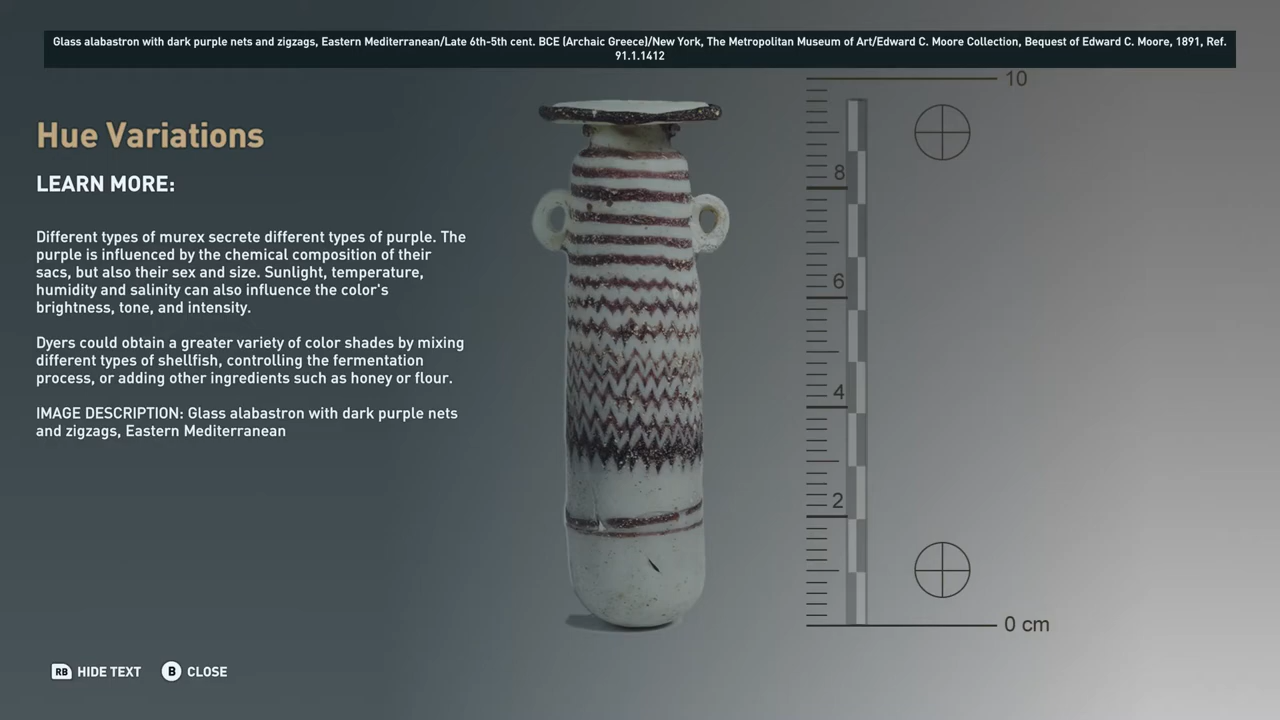 Glass alabastron with dark purple nets and zigzags, Eastern Mediterranean/Late 6th-5th cent. BCE (Archaic Greece)/New York, The Metropolitan Museum of Art/Edward C. Moore Collection, Bequest of Edward C. Moore, 1891, Ref.
91.1.1412
Hue Variations
LEARN MORE:
Different types of murex secrete different types of purple. The
purple is influenced by the chemical composition of their
sacs, but also their sex and size. Sunlight, temperature,
humidity and salinity can also influence the color's
brightness, tone, and intensity.
Dyers could obtain a greater variety of color shades by mixing
different types of shellfish, controlling the fermentation
process, or adding other ingredients such as honey or flour.
IMAGE DESCRIPTION: Glass alabastron with dark purple nets
and zigzags, Eastern Mediterranean
10
8
6
4
2
0 cm
RB HIDE TEXT B CLOSE